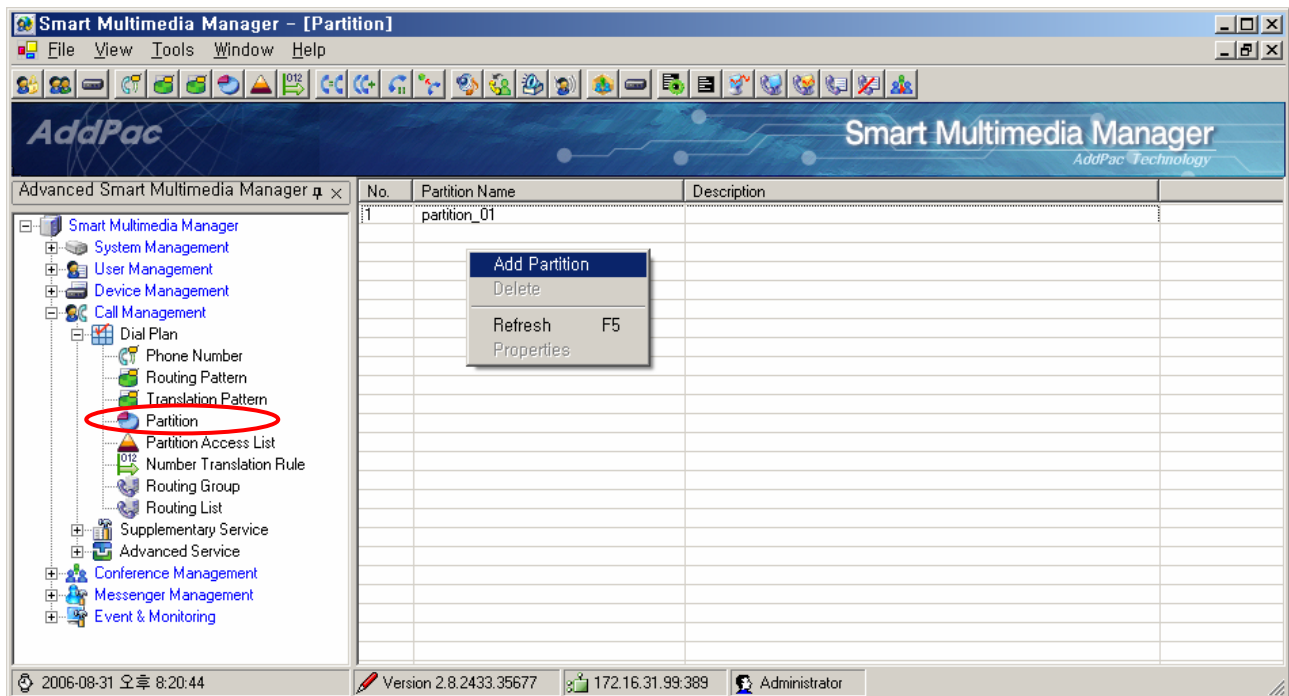 Smart Multimedia Manager - [Partition]
File View Tools Window Help
012
AddPac
Smart Multimedia Manager
AddPac Technology
Advanced Smart Multimedia Manager
Smart Multimedia Manager
System Management
User Management
Device Management
Call Management
Dial Plan
Phone Number
Routing Pattern
Translation Pattern
Partition
Partition Access List
012
Number Translation Rule
Routing Group
Routing List
Supplementary Service
Advanced Service
Conference Management
Messenger Management
Event & Monitoring
No. Partition Name Description
1 partition_01
Add Partition
Delete
Refresh F5
Properties
2006-08-31 오후 8:20:44 Version 2.8.2433.35677 172.16.31.99:389 Administrator